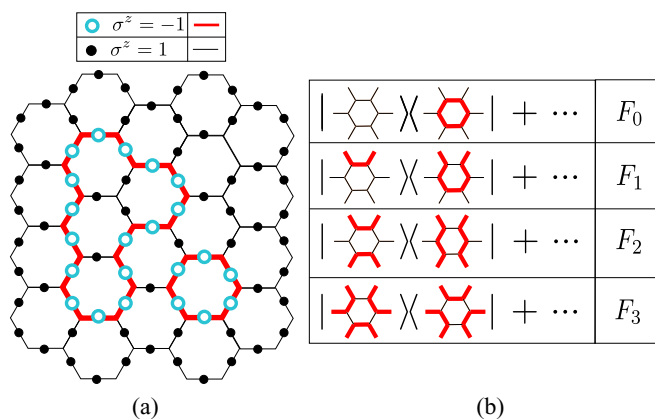 σ^z = −1
σ^z = 1
| ⟩⟨ | + ··· F_0
| ⟩⟨ | + ··· F_1
| ⟩⟨ | + ··· F_2
| ⟩⟨ | + ··· F_3
(a) (b)